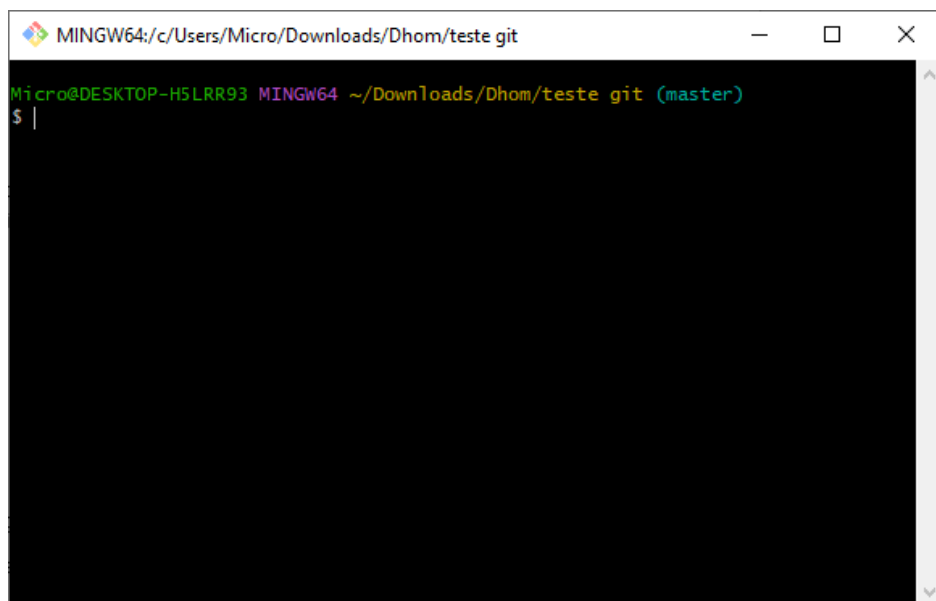 MINGW64:/c/Users/Micro/Downloads/Dhom/teste git
Micro@DESKTOP-H5LRR93 MINGW64 ~/Downloads/Dhom/teste git (master)
$